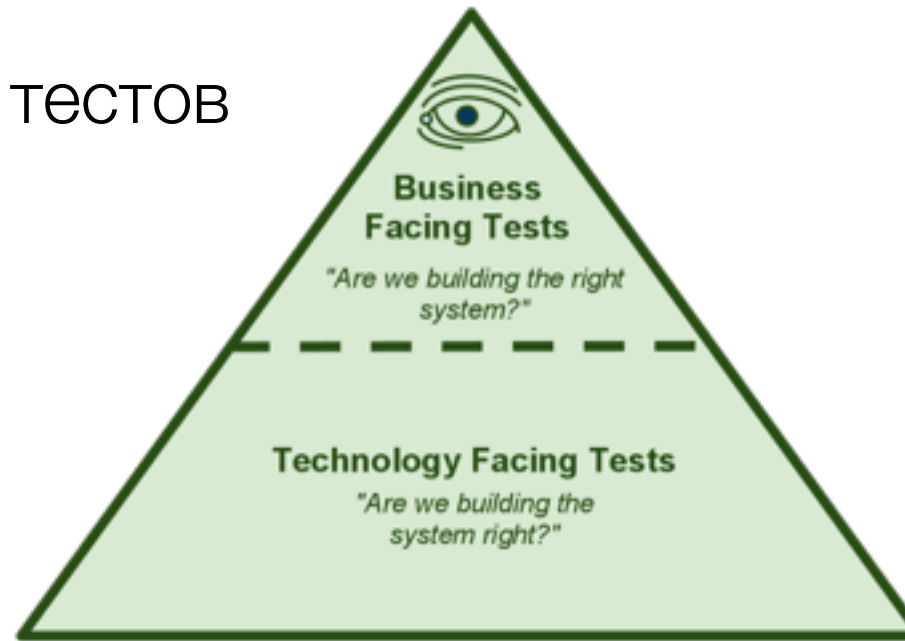 тестов
Business
Facing Tests
"Are we building the right
system?"
Technology Facing Tests
"Are we building the
system right?"